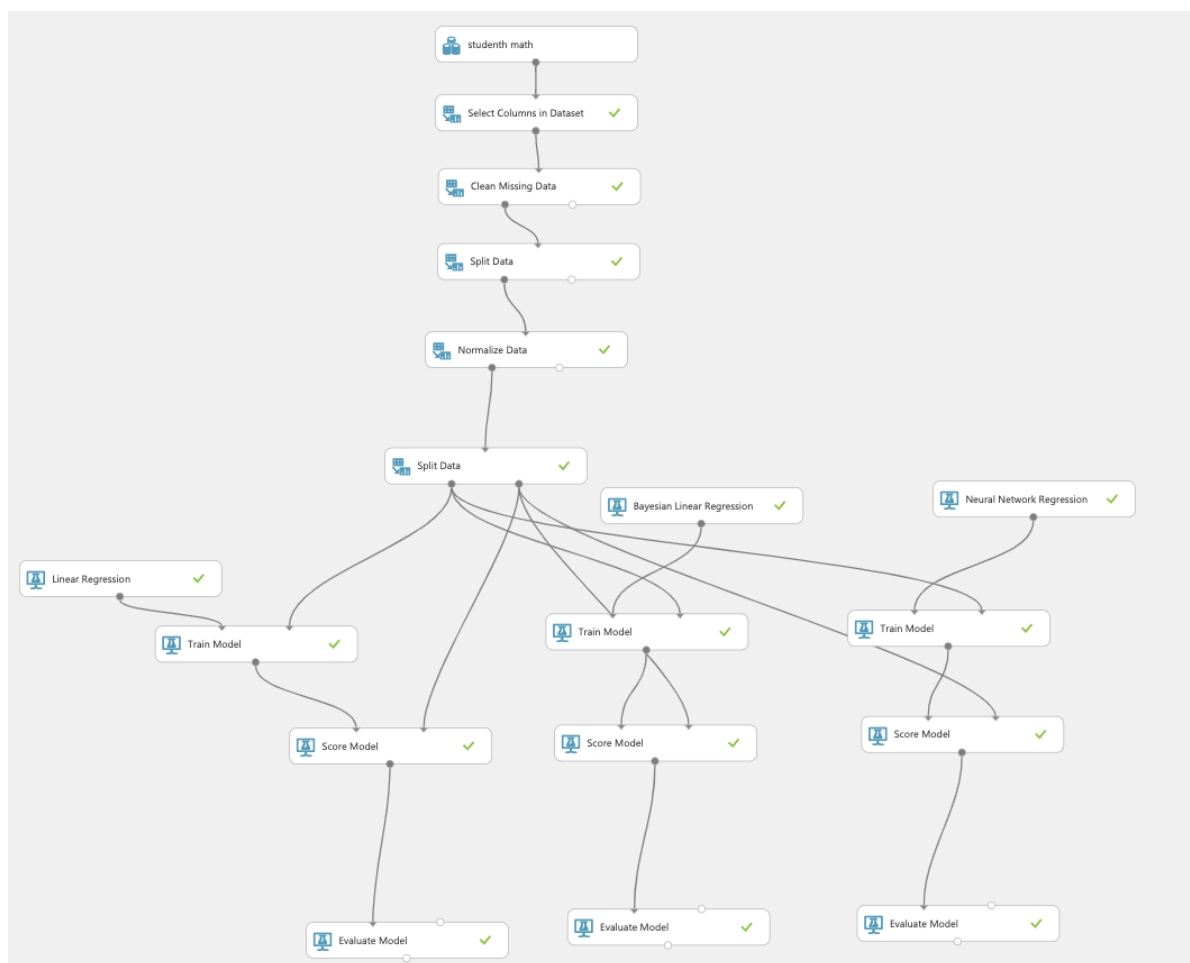 studenth math
Select Columns in Dataset
Clean Missing Data
Split Data
Normalize Data
Split Data
Bayesian Linear Regression
Neural Network Regression
Linear Regression
Train Model
Train Model
Train Model
Score Model
Score Model
Score Model
Evaluate Model
Evaluate Model
Evaluate Model